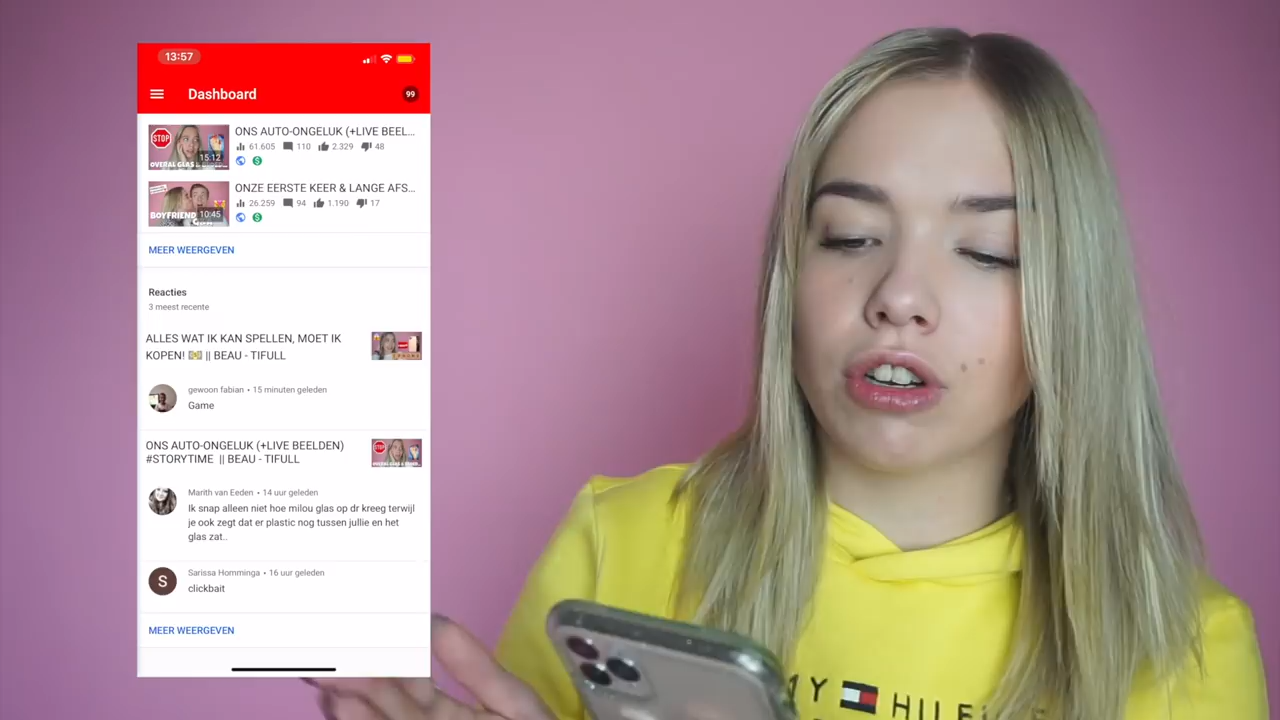 13:57
Dashboard
99
ONS AUTO-ONGELUK (+LIVE BEEL...
61.605 110 2.329 48
STOP
15:12
ONZE EERSTE KEER & LANGE AFS...
26.259 94 1.190 17
BOYFRIEND
10:45
MEER WEERGEVEN
Reacties
3 meest recente
ALLES WAT IK KAN SPELLEN, MOET IK
KOPEN! 💵 || BEAU - TIFULL
gewoon fabian • 15 minuten geleden
Game
ONS AUTO-ONGELUK (+LIVE BEELDEN)
#STORYTIME || BEAU - TIFULL
Marith van Eeden • 14 uur geleden
Ik snap alleen niet hoe milou glas op dr kreeg terwijl
je ook zegt dat er plastic nog tussen jullie en het
glas zat..
S
Sarissa Homminga • 16 uur geleden
clickbait
MEER WEERGEVEN
MY HILFI